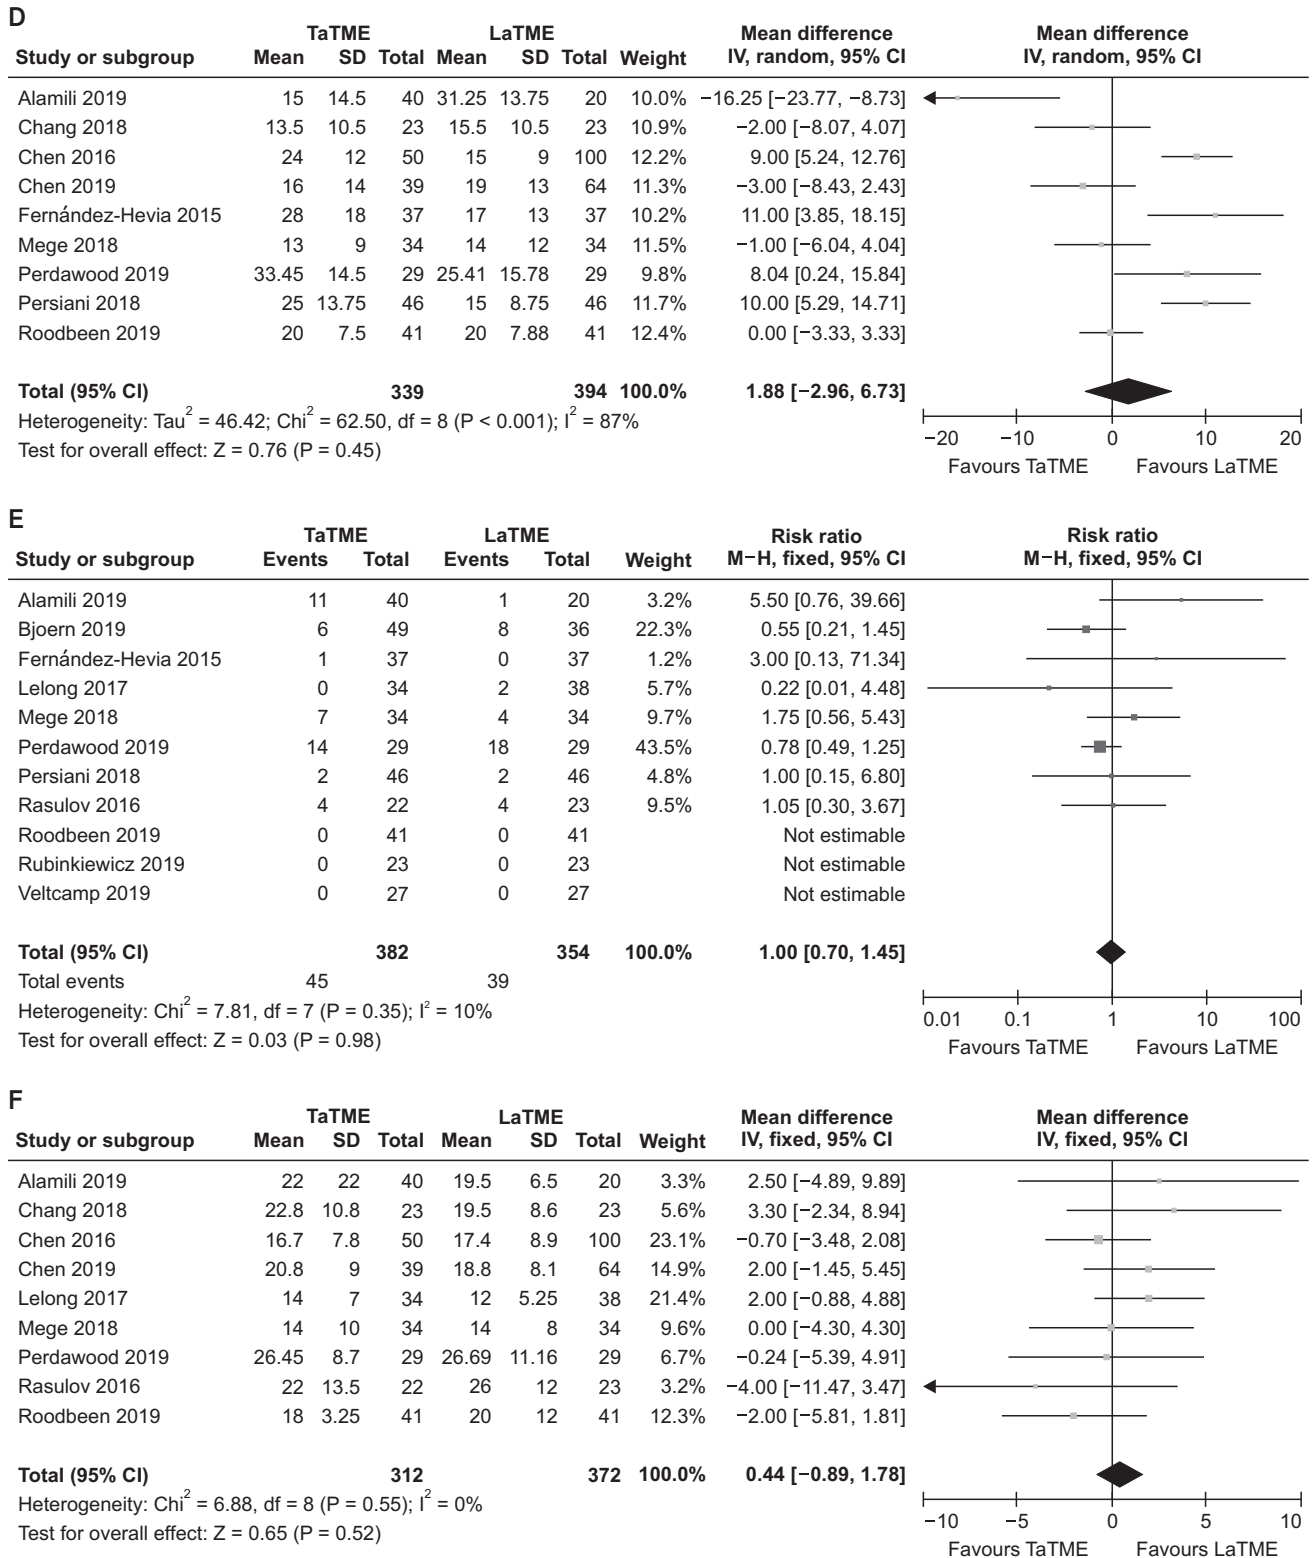 D
TaTME LaTME Mean difference Mean difference
Study or subgroup Mean SD Total Mean SD Total Weight IV, random, 95% CI IV, random, 95% CI
Alamili 2019 15 14.5 40 31.25 13.75 20 10.0% −16.25 [−23.77, −8.73]
Chang 2018 13.5 10.5 23 15.5 10.5 23 10.9% −2.00 [−8.07, 4.07]
Chen 2016 24 12 50 15 9 100 12.2% 9.00 [5.24, 12.76]
Chen 2019 16 14 39 19 13 64 11.3% −3.00 [−8.43, 2.43]
Fernández-Hevia 2015 28 18 37 17 13 37 10.2% 11.00 [3.85, 18.15]
Mege 2018 13 9 34 14 12 34 11.5% −1.00 [−6.04, 4.04]
Perdawood 2019 33.45 14.5 29 25.41 15.78 29 9.8% 8.04 [0.24, 15.84]
Persiani 2018 25 13.75 46 15 8.75 46 11.7% 10.00 [5.29, 14.71]
Roodbeen 2019 20 7.5 41 20 7.88 41 12.4% 0.00 [−3.33, 3.33]
Total (95% CI) 339 394 100.0% 1.88 [−2.96, 6.73]
Heterogeneity: Tau² = 46.42; Chi² = 62.50, df = 8 (P < 0.001); I² = 87%
Test for overall effect: Z = 0.76 (P = 0.45)
−20 −10 0 10 20
Favours TaTME Favours LaTME
E
TaTME LaTME Risk ratio Risk ratio
Study or subgroup Events Total Events Total Weight M−H, fixed, 95% CI M−H, fixed, 95% CI
Alamili 2019 11 40 1 20 3.2% 5.50 [0.76, 39.66]
Bjoern 2019 6 49 8 36 22.3% 0.55 [0.21, 1.45]
Fernández-Hevia 2015 1 37 0 37 1.2% 3.00 [0.13, 71.34]
Lelong 2017 0 34 2 38 5.7% 0.22 [0.01, 4.48]
Mege 2018 7 34 4 34 9.7% 1.75 [0.56, 5.43]
Perdawood 2019 14 29 18 29 43.5% 0.78 [0.49, 1.25]
Persiani 2018 2 46 2 46 4.8% 1.00 [0.15, 6.80]
Rasulov 2016 4 22 4 23 9.5% 1.05 [0.30, 3.67]
Roodbeen 2019 0 41 0 41 Not estimable
Rubinkiewicz 2019 0 23 0 23 Not estimable
Veltcamp 2019 0 27 0 27 Not estimable
Total (95% CI) 382 354 100.0% 1.00 [0.70, 1.45]
Total events 45 39
Heterogeneity: Chi² = 7.81, df = 7 (P = 0.35); I² = 10%
Test for overall effect: Z = 0.03 (P = 0.98)
0.01 0.1 1 10 100
Favours TaTME Favours LaTME
F
TaTME LaTME Mean difference Mean difference
Study or subgroup Mean SD Total Mean SD Total Weight IV, fixed, 95% CI IV, fixed, 95% CI
Alamili 2019 22 22 40 19.5 6.5 20 3.3% 2.50 [−4.89, 9.89]
Chang 2018 22.8 10.8 23 19.5 8.6 23 5.6% 3.30 [−2.34, 8.94]
Chen 2016 16.7 7.8 50 17.4 8.9 100 23.1% −0.70 [−3.48, 2.08]
Chen 2019 20.8 9 39 18.8 8.1 64 14.9% 2.00 [−1.45, 5.45]
Lelong 2017 14 7 34 12 5.25 38 21.4% 2.00 [−0.88, 4.88]
Mege 2018 14 10 34 14 8 34 9.6% 0.00 [−4.30, 4.30]
Perdawood 2019 26.45 8.7 29 26.69 11.16 29 6.7% −0.24 [−5.39, 4.91]
Rasulov 2016 22 13.5 22 26 12 23 3.2% −4.00 [−11.47, 3.47]
Roodbeen 2019 18 3.25 41 20 12 41 12.3% −2.00 [−5.81, 1.81]
Total (95% CI) 312 372 100.0% 0.44 [−0.89, 1.78]
Heterogeneity: Chi² = 6.88, df = 8 (P = 0.55); I² = 0%
Test for overall effect: Z = 0.65 (P = 0.52)
−10 −5 0 5 10
Favours TaTME Favours LaTME